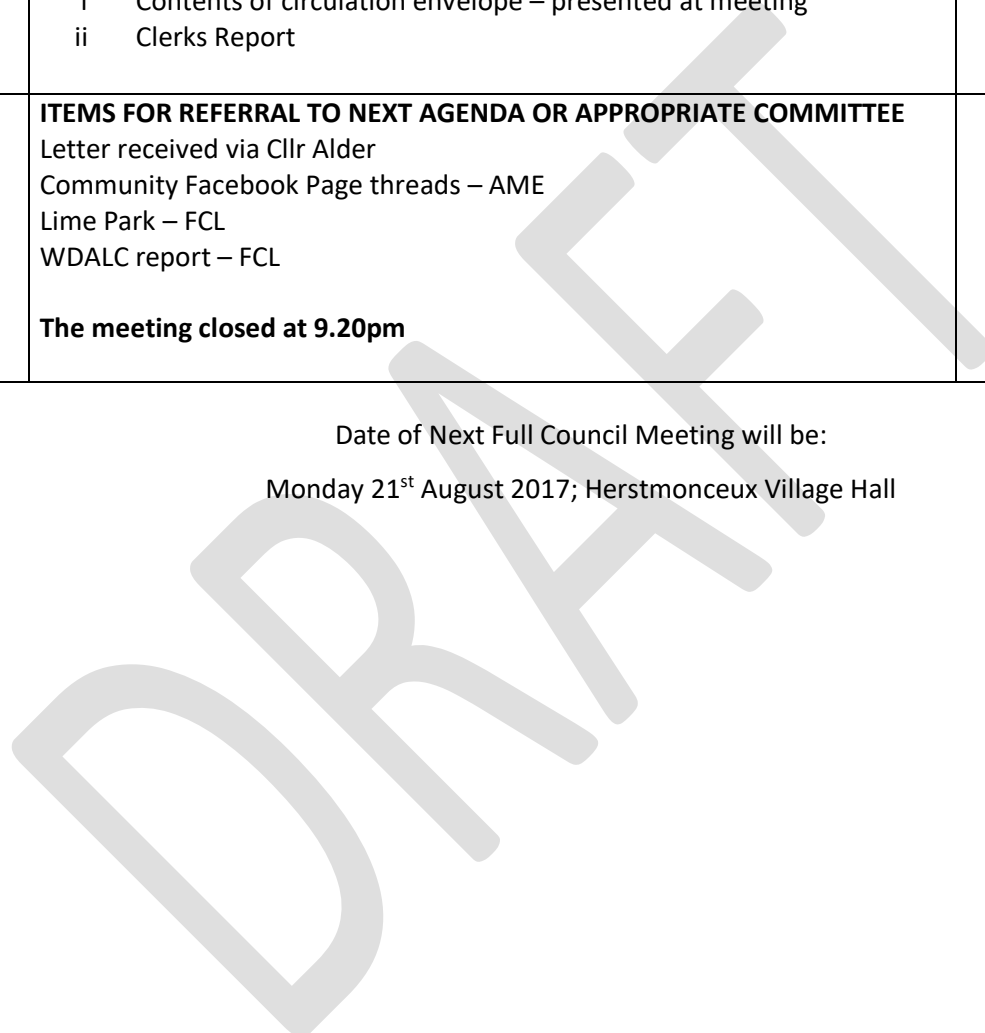 i Contents of circulation envelope – presented at meeting
ii Clerks Report
ITEMS FOR REFERRAL TO NEXT AGENDA OR APPROPRIATE COMMITTEE
Letter received via Cllr Alder
Community Facebook Page threads – AME
Lime Park – FCL
WDALC report – FCL
The meeting closed at 9.20pm
Date of Next Full Council Meeting will be:
Monday 21st August 2017; Herstmonceux Village Hall
DRAFT